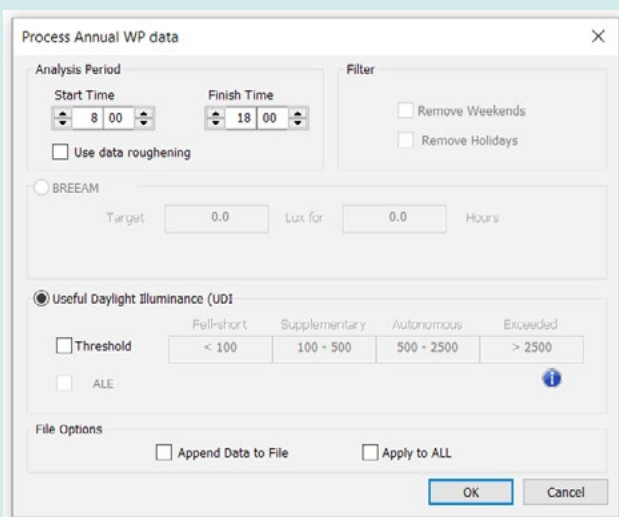 Process Annual WP data
Analysis Period
Filter
Start Time Finish Time
8 00 18 00
Remove Weekends
Use data roughening
Remove Holidays
BREEAM
Target 0.0 Lux for 0.0 Hours
Useful Daylight Illuminance (UDI
Fell-short Supplementary Autonomous Exceeded
Threshold < 100 100 - 500 500 - 2500 > 2500
ALE
File Options
Append Data to File Apply to ALL
OK Cancel